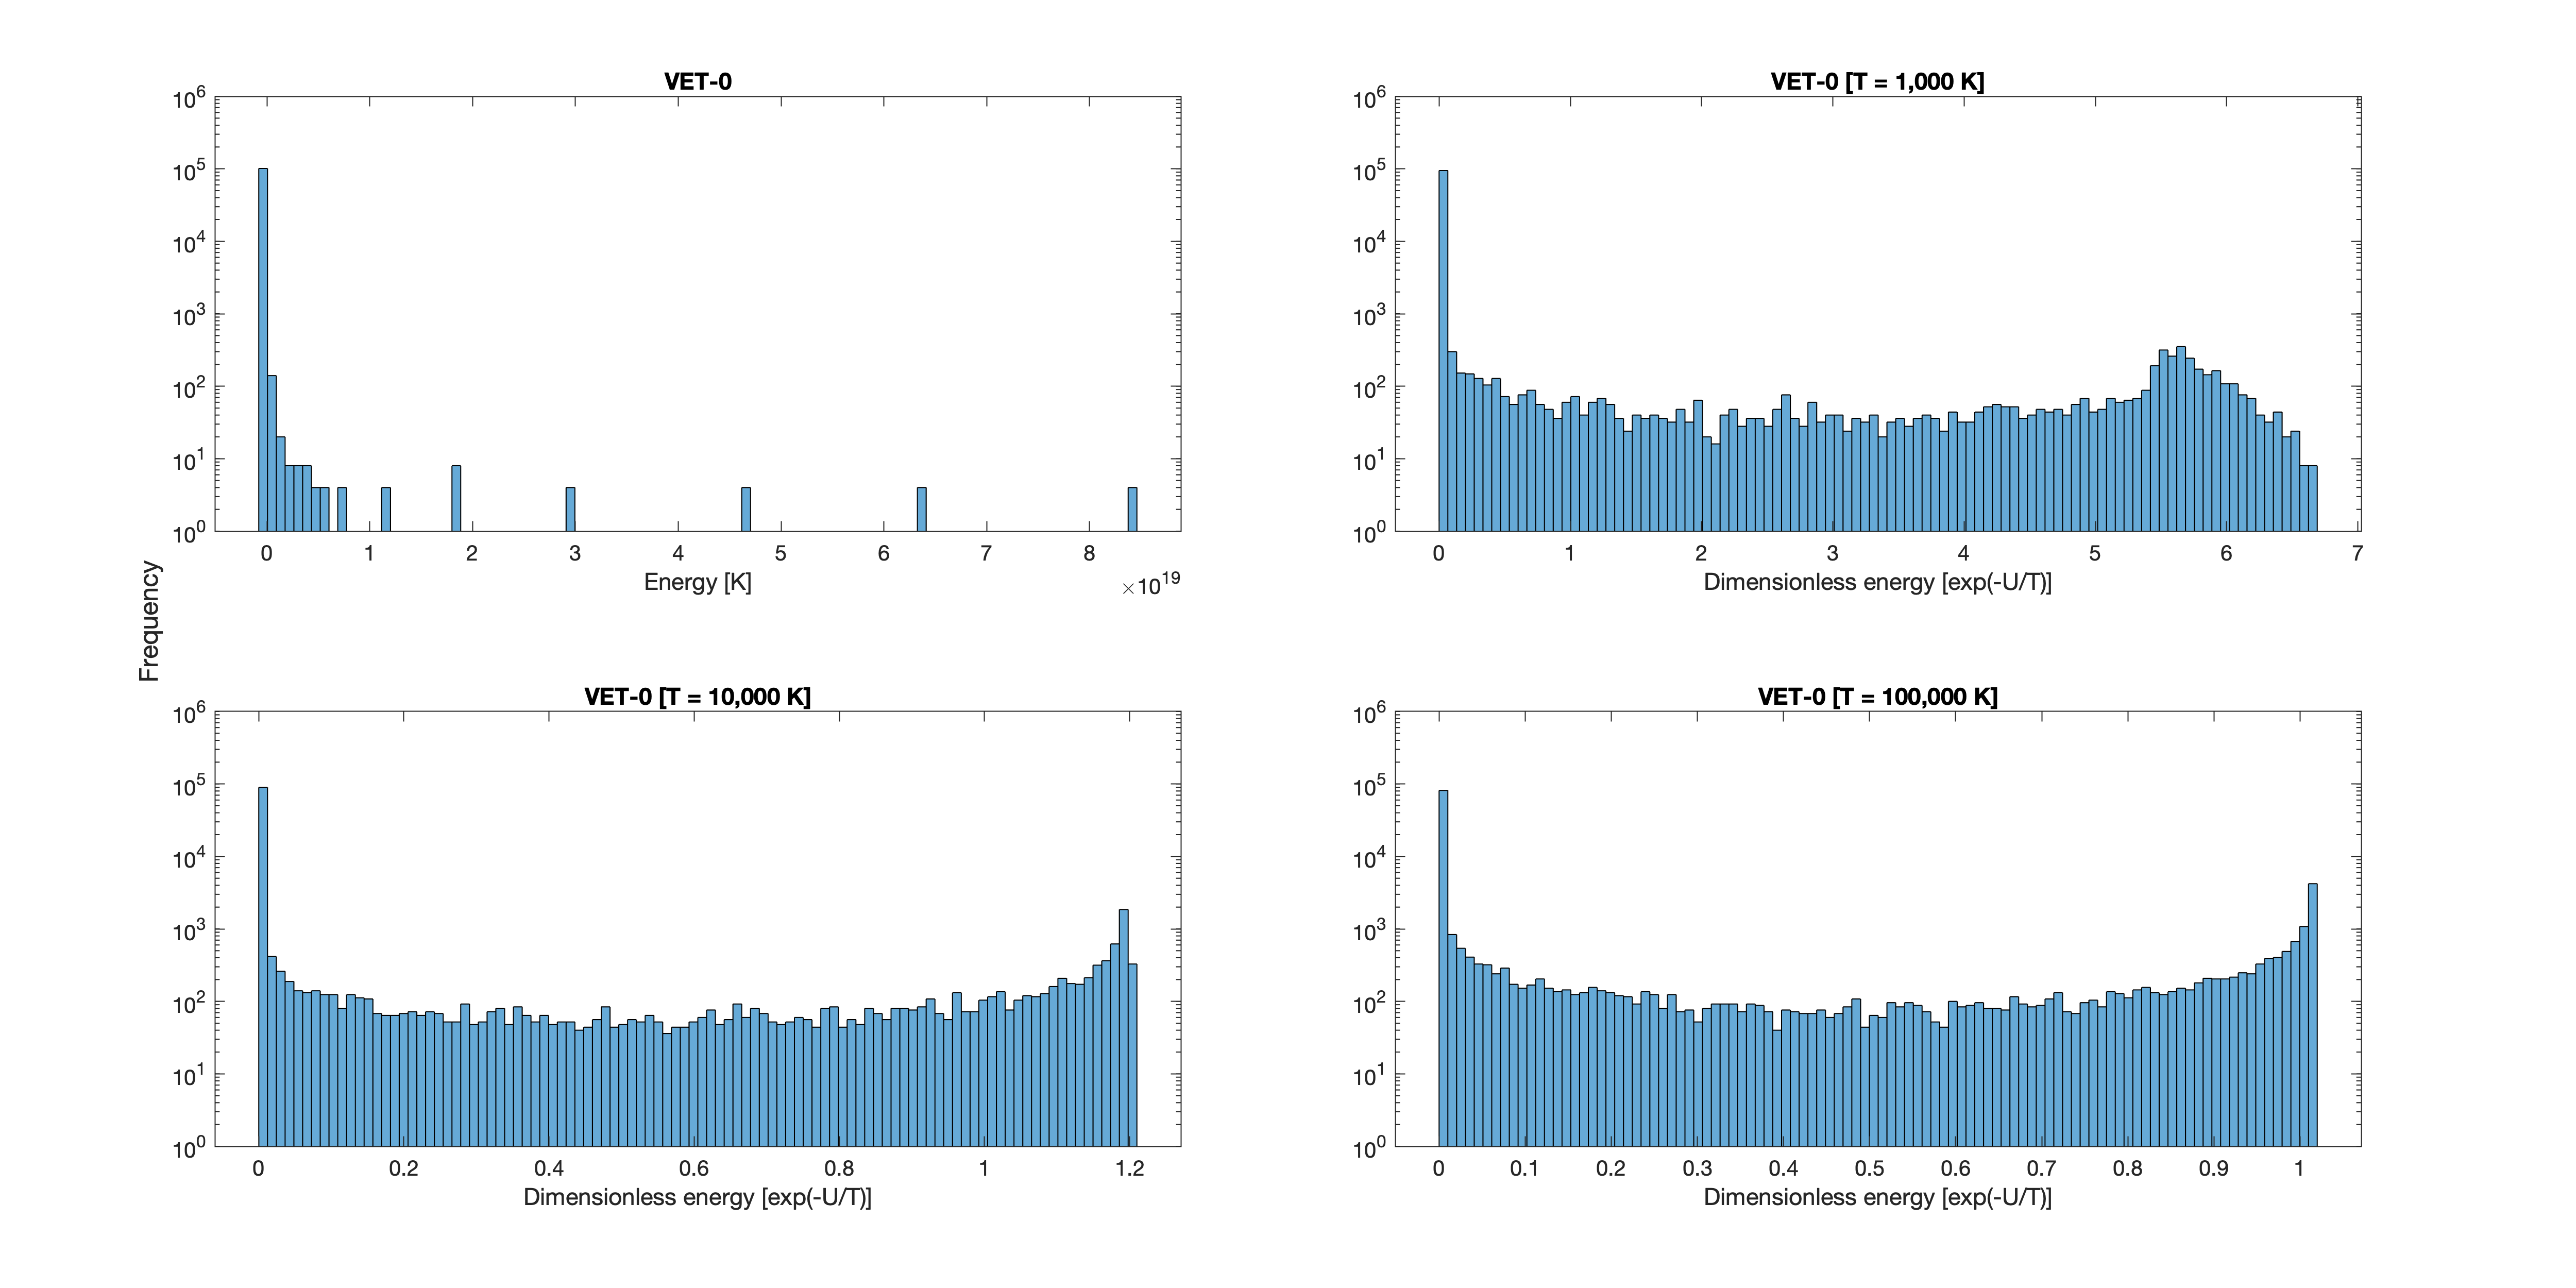 VET-0
10^6
10^5
10^4
10^3
10^2
10^1
10^0
0 1 2 3 4 5 6 7 8
Energy [K]
×10^19
VET-0 [T = 1,000 K]
10^6
10^5
10^4
10^3
10^2
10^1
10^0
0 1 2 3 4 5 6 7
Dimensionless energy [exp(-U/T)]
Frequency
VET-0 [T = 10,000 K]
10^6
10^5
10^4
10^3
10^2
10^1
10^0
0 0.2 0.4 0.6 0.8 1 1.2
Dimensionless energy [exp(-U/T)]
VET-0 [T = 100,000 K]
10^6
10^5
10^4
10^3
10^2
10^1
10^0
0 0.1 0.2 0.3 0.4 0.5 0.6 0.7 0.8 0.9 1
Dimensionless energy [exp(-U/T)]